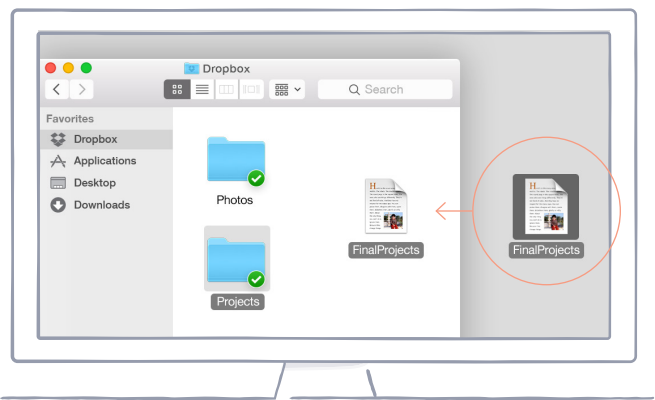 Dropbox
Search
Favorites
Dropbox
Applications
Desktop
Downloads
Photos
Projects
FinalProjects
FinalProjects